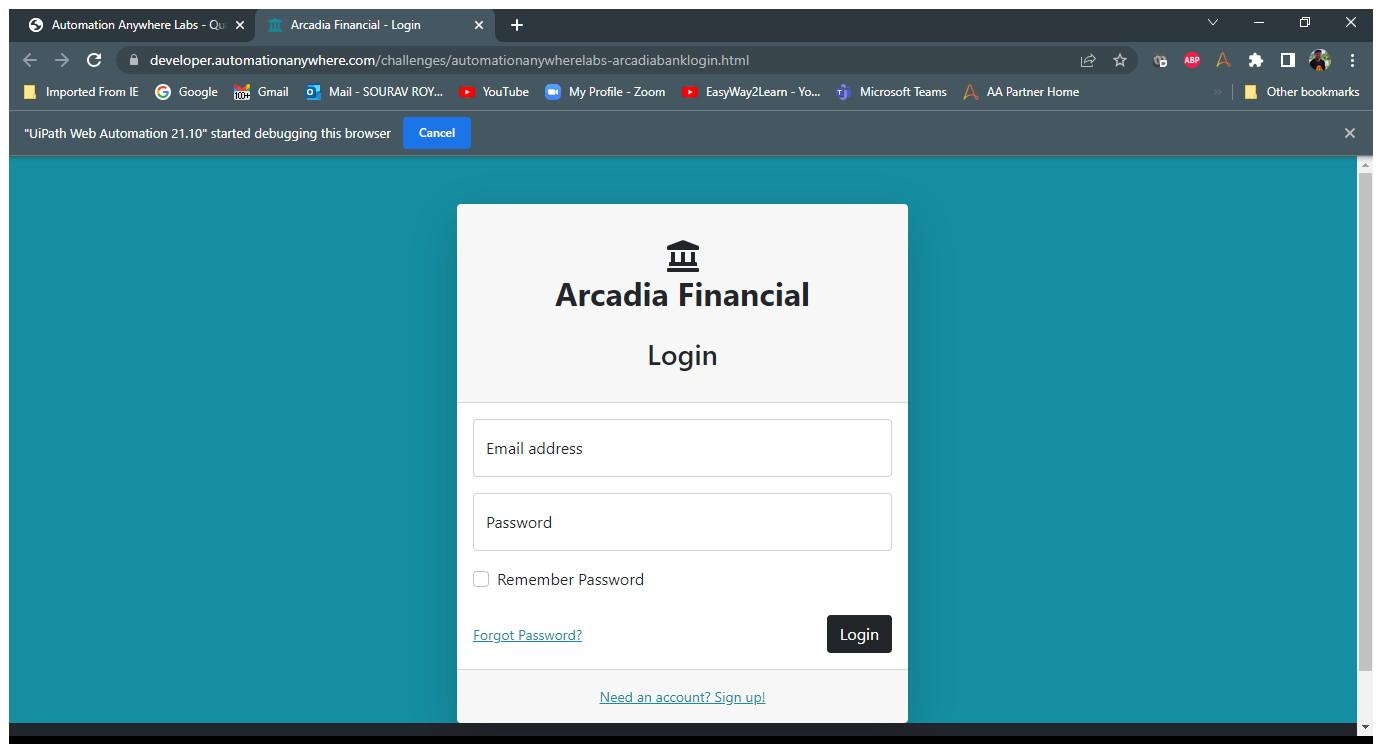 Automation Anywhere Labs - Qu
Arcadia Financial - Login
developer.automationanywhere.com/challenges/automationanywherelabs-arcadiabanklogin.html
ABP
Imported From IE Google 100+ Gmail Mail - SOURAV ROY... YouTube My Profile - Zoom EasyWay2Learn - Yo... Microsoft Teams AA Partner Home » Other bookmarks
"UiPath Web Automation 21.10" started debugging this browser Cancel
Arcadia Financial
Login
Email address
Password
Remember Password
Forgot Password? Login
Need an account? Sign up!